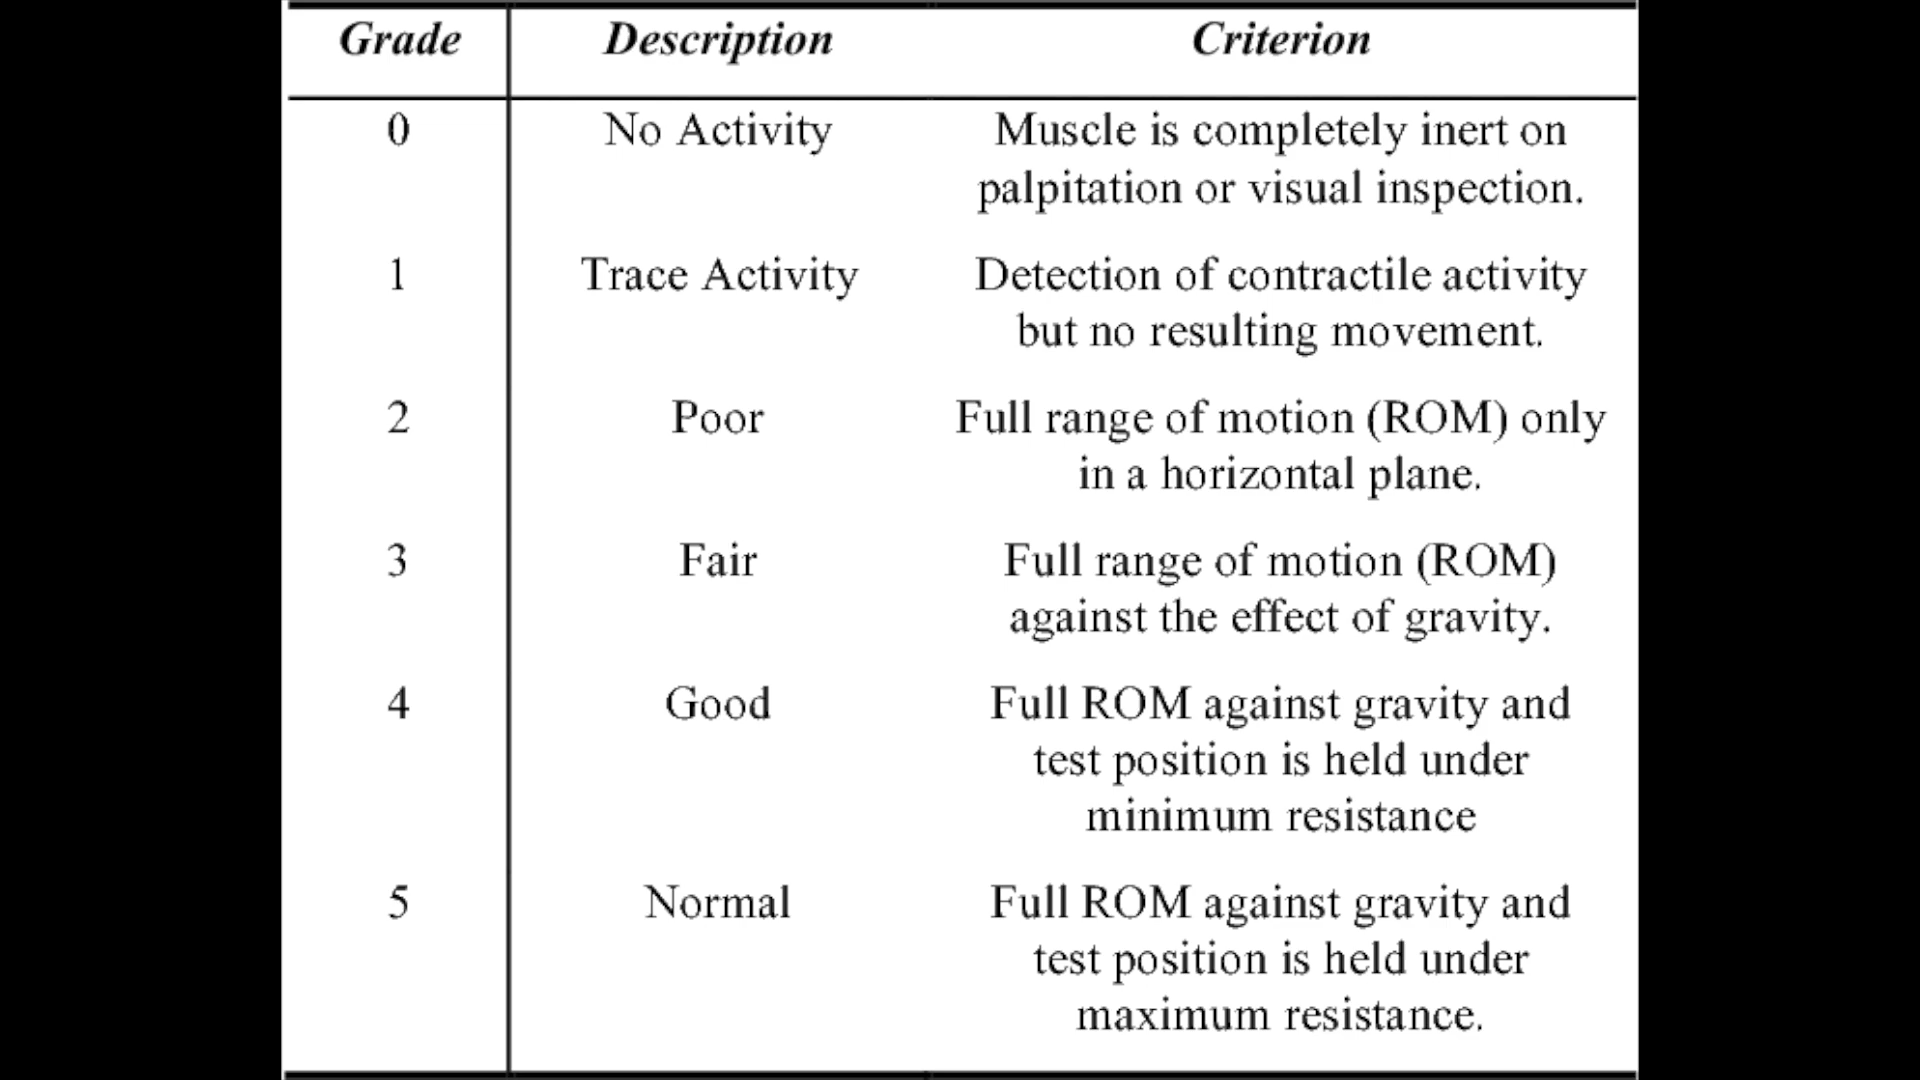 Grade Description Criterion
0 No Activity Muscle is completely inert on
palpitation or visual inspection.
1 Trace Activity Detection of contractile activity
but no resulting movement.
2 Poor Full range of motion (ROM) only
in a horizontal plane.
3 Fair Full range of motion (ROM)
against the effect of gravity.
4 Good Full ROM against gravity and
test position is held under
minimum resistance
5 Normal Full ROM against gravity and
test position is held under
maximum resistance.